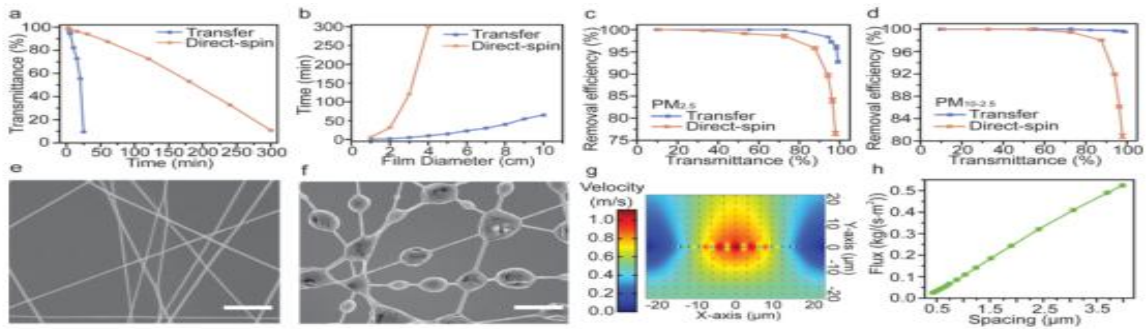 a
Transmittance (%)
100
80
60
40
20
0
Transfer
Direct-spin
0 50 100 150 200 250 300
Time (min)
b
Time (min)
300
250
200
150
100
50
0
Transfer
Direct-spin
0 2 4 6 8 10
Film Diameter (cm)
c
Removal efficiency (%)
100
95
90
85
80
75
PM2.5
Transfer
Direct-spin
0 20 40 60 80 100
Transmittance (%)
d
Removal efficiency (%)
100
96
92
88
84
80
PM10-2.5
Transfer
Direct-spin
0 20 40 60 80 100
Transmittance (%)
e
f
g
Velocity
(m/s)
1.0
0.8
0.6
0.4
0.2
0.0
20
10
0
-10
-20
Y-axis (μm)
-20 -10 0 10 20
X-axis (μm)
h
Flux (kg/(s·m²)
0.5
0.4
0.3
0.2
0.1
0.0
0.5 1.5 2.5 3.5
Spacing (μm)